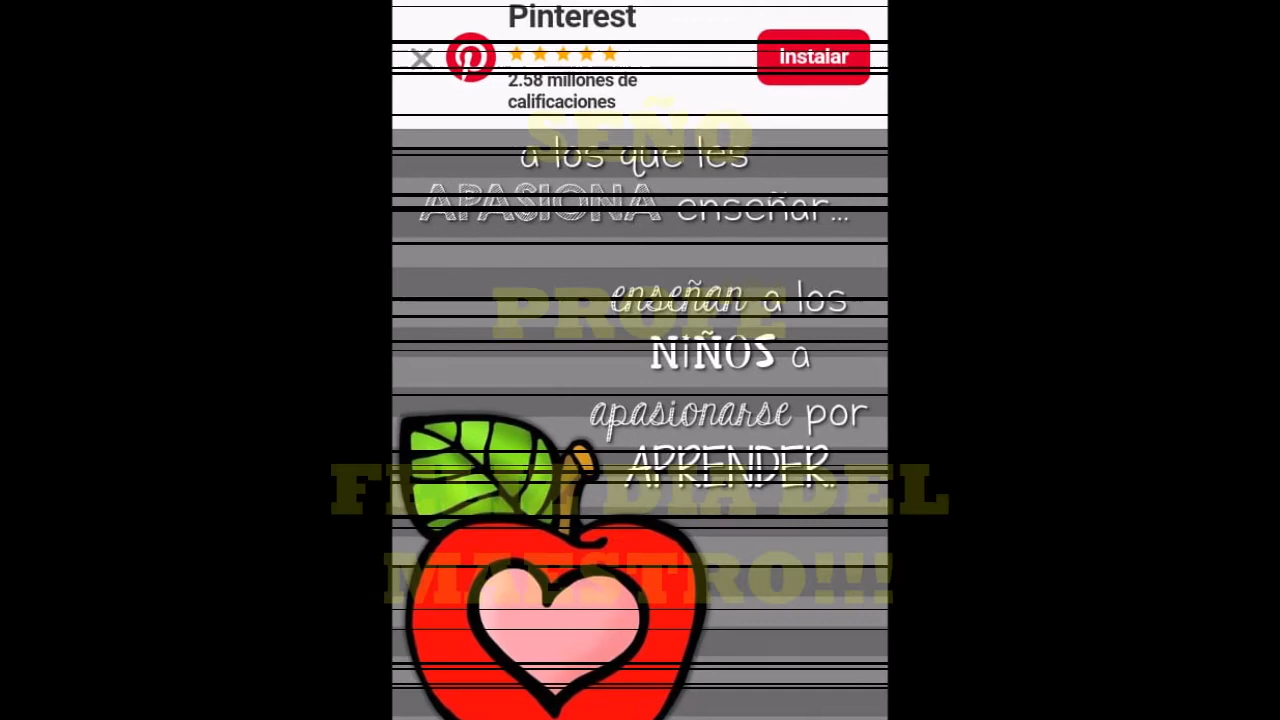 Pinterest
instalar
2.58 millones de
calificaciones
SEÑO
a los que les
APASIONA enseñar...
enseñan a los
PROFE
NiÑOS a
apasionarse por
APRENDER.
FELIZ DIA DEL
MAESTRO!!!